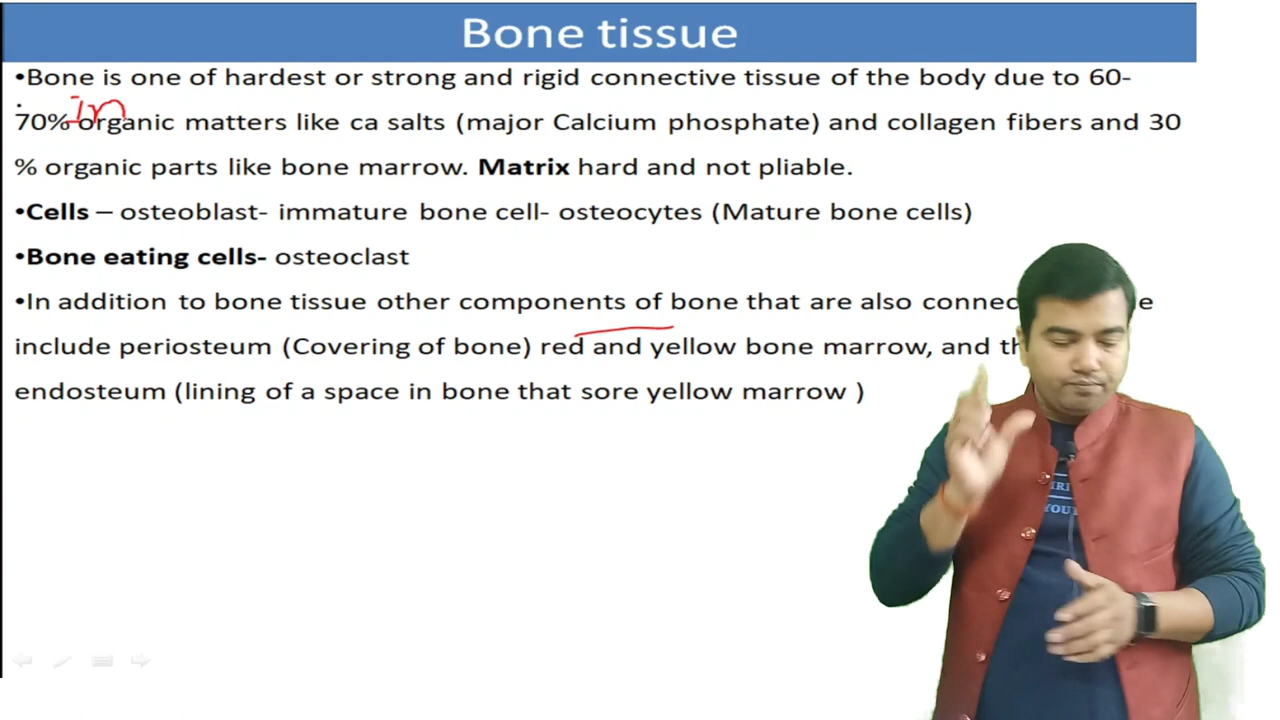 Bone tissue
•Bone is one of hardest or strong and rigid connective tissue of the body due to 60-
in
70% organic matters like ca salts (major Calcium phosphate) and collagen fibers and 30
% organic parts like bone marrow. Matrix hard and not pliable.
•Cells – osteoblast- immature bone cell- osteocytes (Mature bone cells)
•Bone eating cells- osteoclast
•In addition to bone tissue other components of bone that are also
include periosteum (Covering of bone) red and yellow bone marrow, and
endosteum (lining of a space in bone that sore yellow marrow )
YOU